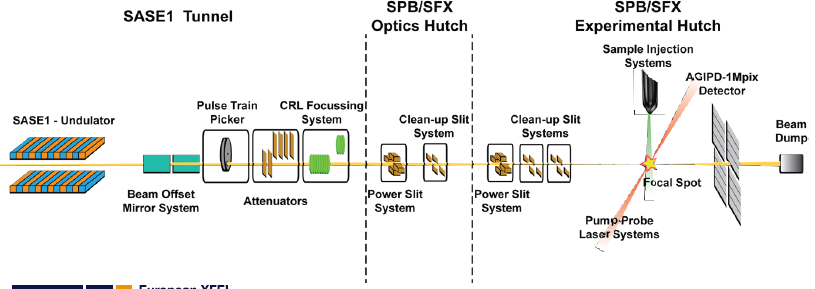 SASE1 Tunnel
SPB/SFX
Optics Hutch
SPB/SFX
Experimental Hutch
Sample Injection
Systems
AGIPD-1Mpix
Detector
SASE1 - Undulator
Pulse Train
Picker
CRL Focussing
System
Clean-up Slit
System
Clean-up Slit
Systems
Beam
Dump
Beam Offset
Mirror System
Attenuators
Power Slit
System
Power Slit
System
Focal Spot
Pump-Probe
Laser Systems
European XFEL